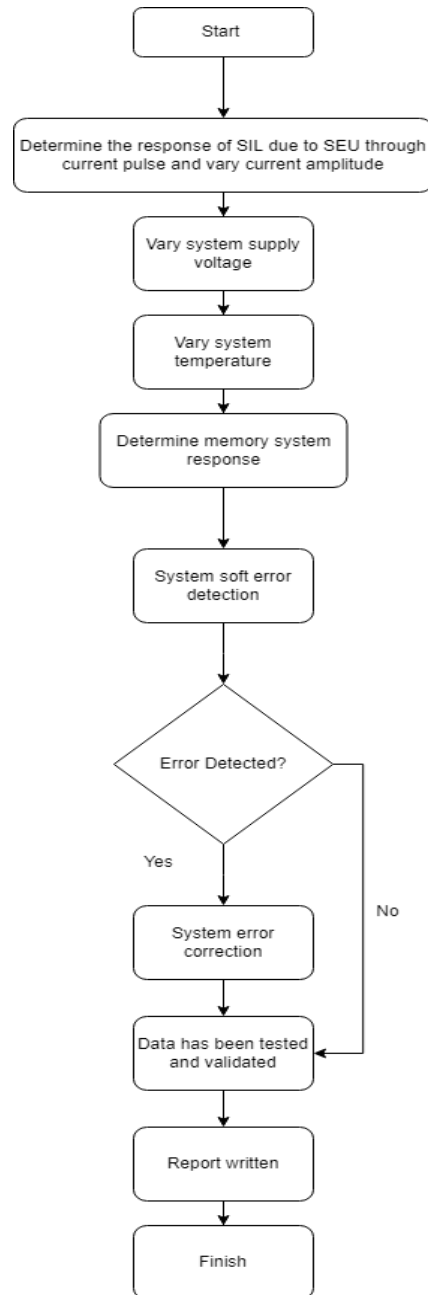 Start
Determine the response of SIL due to SEU through
current pulse and vary current amplitude
Vary system supply
voltage
Vary system
temperature
Determine memory system
response
System soft error
detection
Error Detected?
Yes
No
System error
correction
Data has been tested
and validated
Report written
Finish